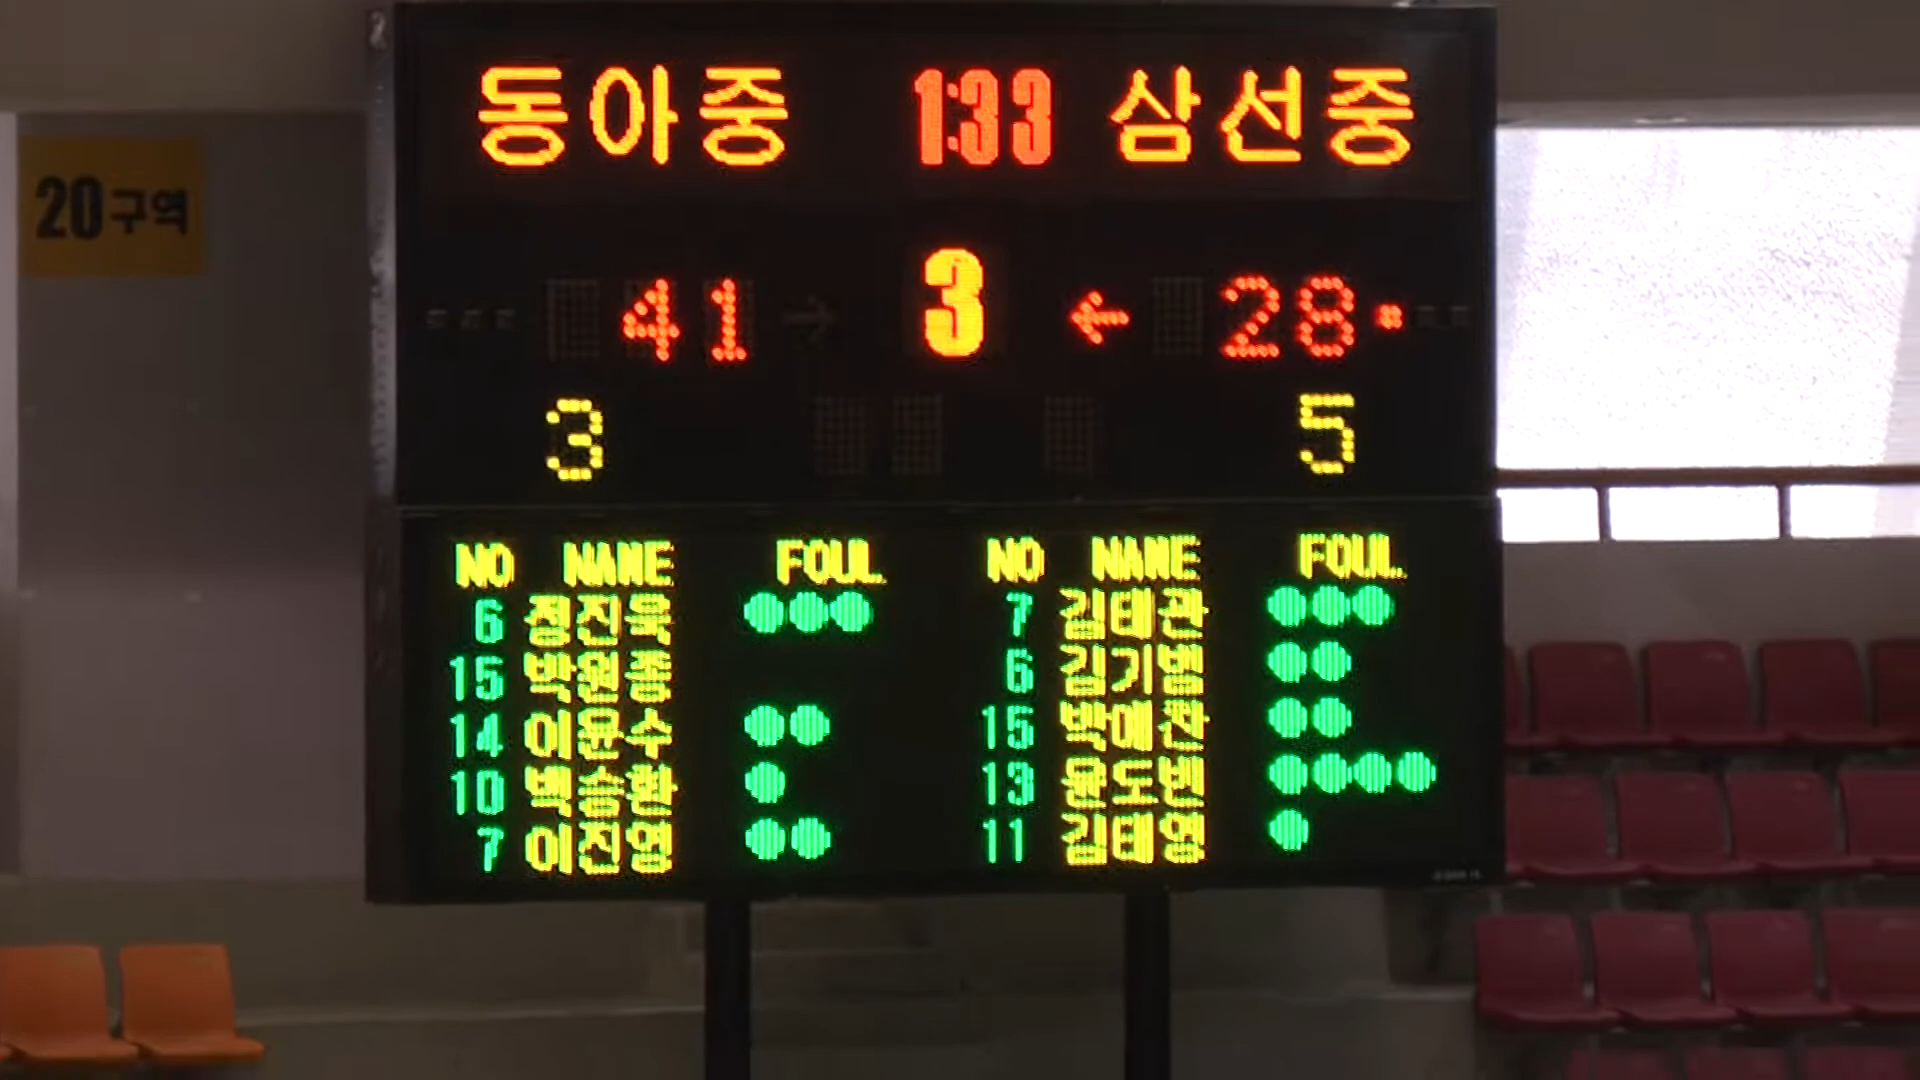 동아중 1:33 삼선중
20구역
41 3 ← 28
3 5
NO NAME FOUL NO NAME FOUL
6 정진욱 7 김태관
15 박원종 6 김기범
14 이윤수 15 박예찬
10 백승환 13 윤도빈
7 이진영 11 김태영